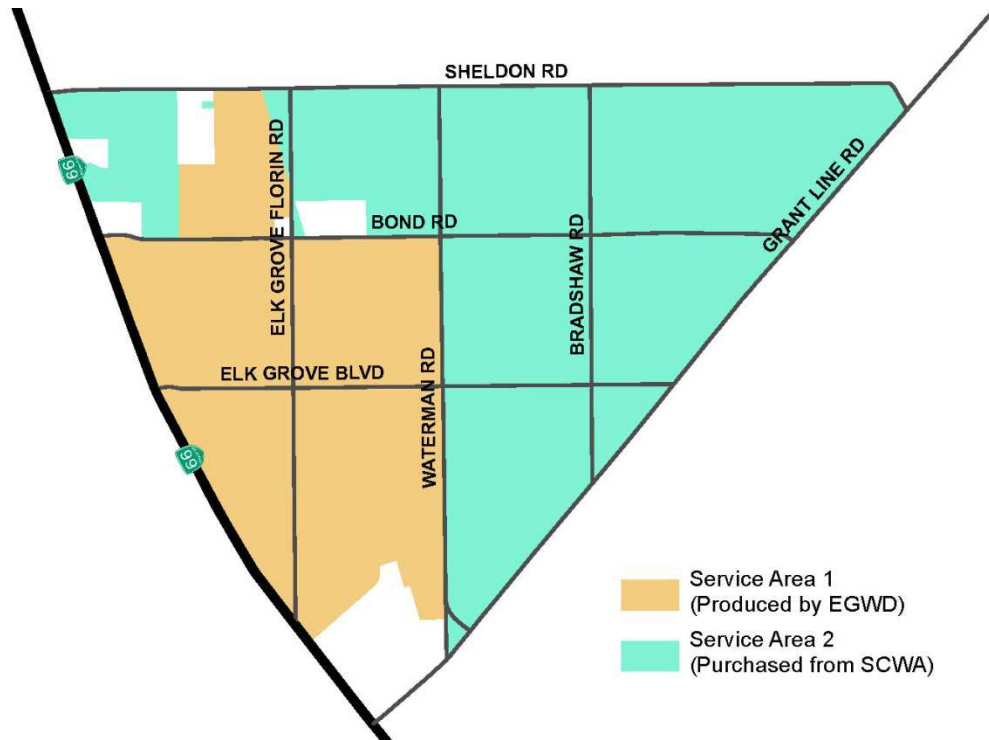 SHELDON RD
99
ELK GROVE FLORIN RD
BOND RD
BRADSHAW RD
GRANT LINE RD
ELK GROVE BLVD
WATERMAN RD
99
Service Area 1
(Produced by EGWD)
Service Area 2
(Purchased from SCWA)